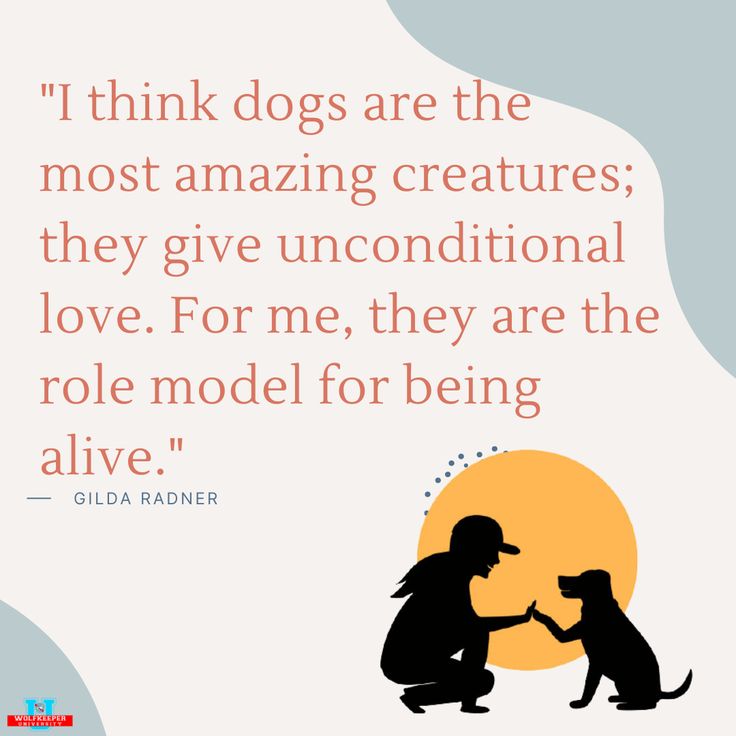 "I think dogs are the
most amazing creatures;
they give unconditional
love. For me, they are the
role model for being
alive."
— GILDA RADNER
U
WOLFKEEPER
UNIVERSITY